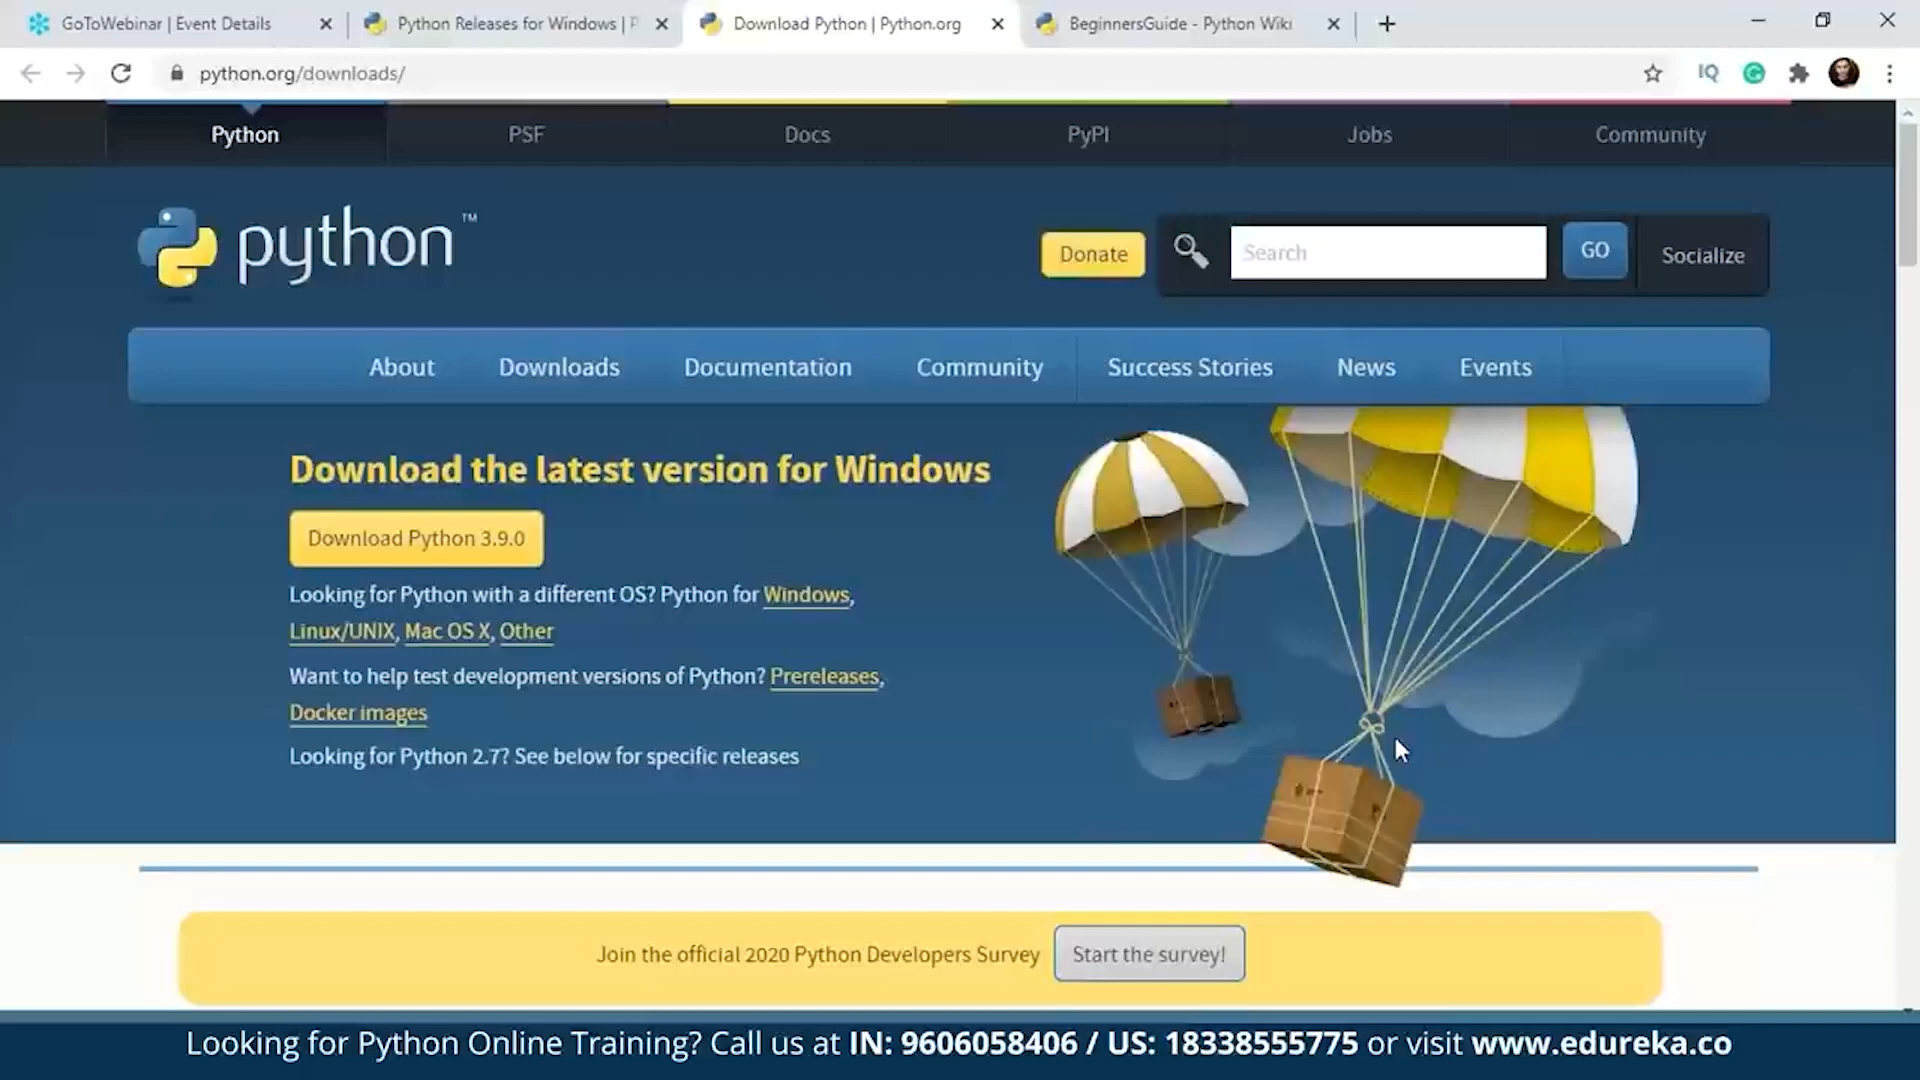 GoToWebinar | Event Details
Python Releases for Windows | P
Download Python | Python.org
BeginnersGuide - Python Wiki
python.org/downloads/
IQ
Python
PSF
Docs
PyPI
Jobs
Community
python™
Donate
Search
GO
Socialize
About
Downloads
Documentation
Community
Success Stories
News
Events
Download the latest version for Windows
Download Python 3.9.0
Looking for Python with a different OS? Python for Windows,
Linux/UNIX, Mac OS X, Other
Want to help test development versions of Python? Prereleases,
Docker images
Looking for Python 2.7? See below for specific releases
Join the official 2020 Python Developers Survey
Start the survey!
Looking for Python Online Training? Call us at IN: 9606058406 / US: 18338555775 or visit www.edureka.co